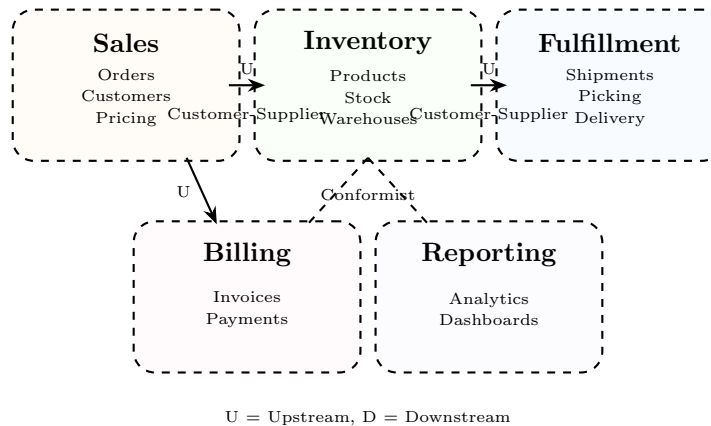 Sales
Orders
Customers
Pricing
U
Customer-Supplier
Inventory
Products
Stock
Warehouses
U
Customer-Supplier
Fulfillment
Shipments
Picking
Delivery
U
Conformist
Billing
Invoices
Payments
Reporting
Analytics
Dashboards
U = Upstream, D = Downstream